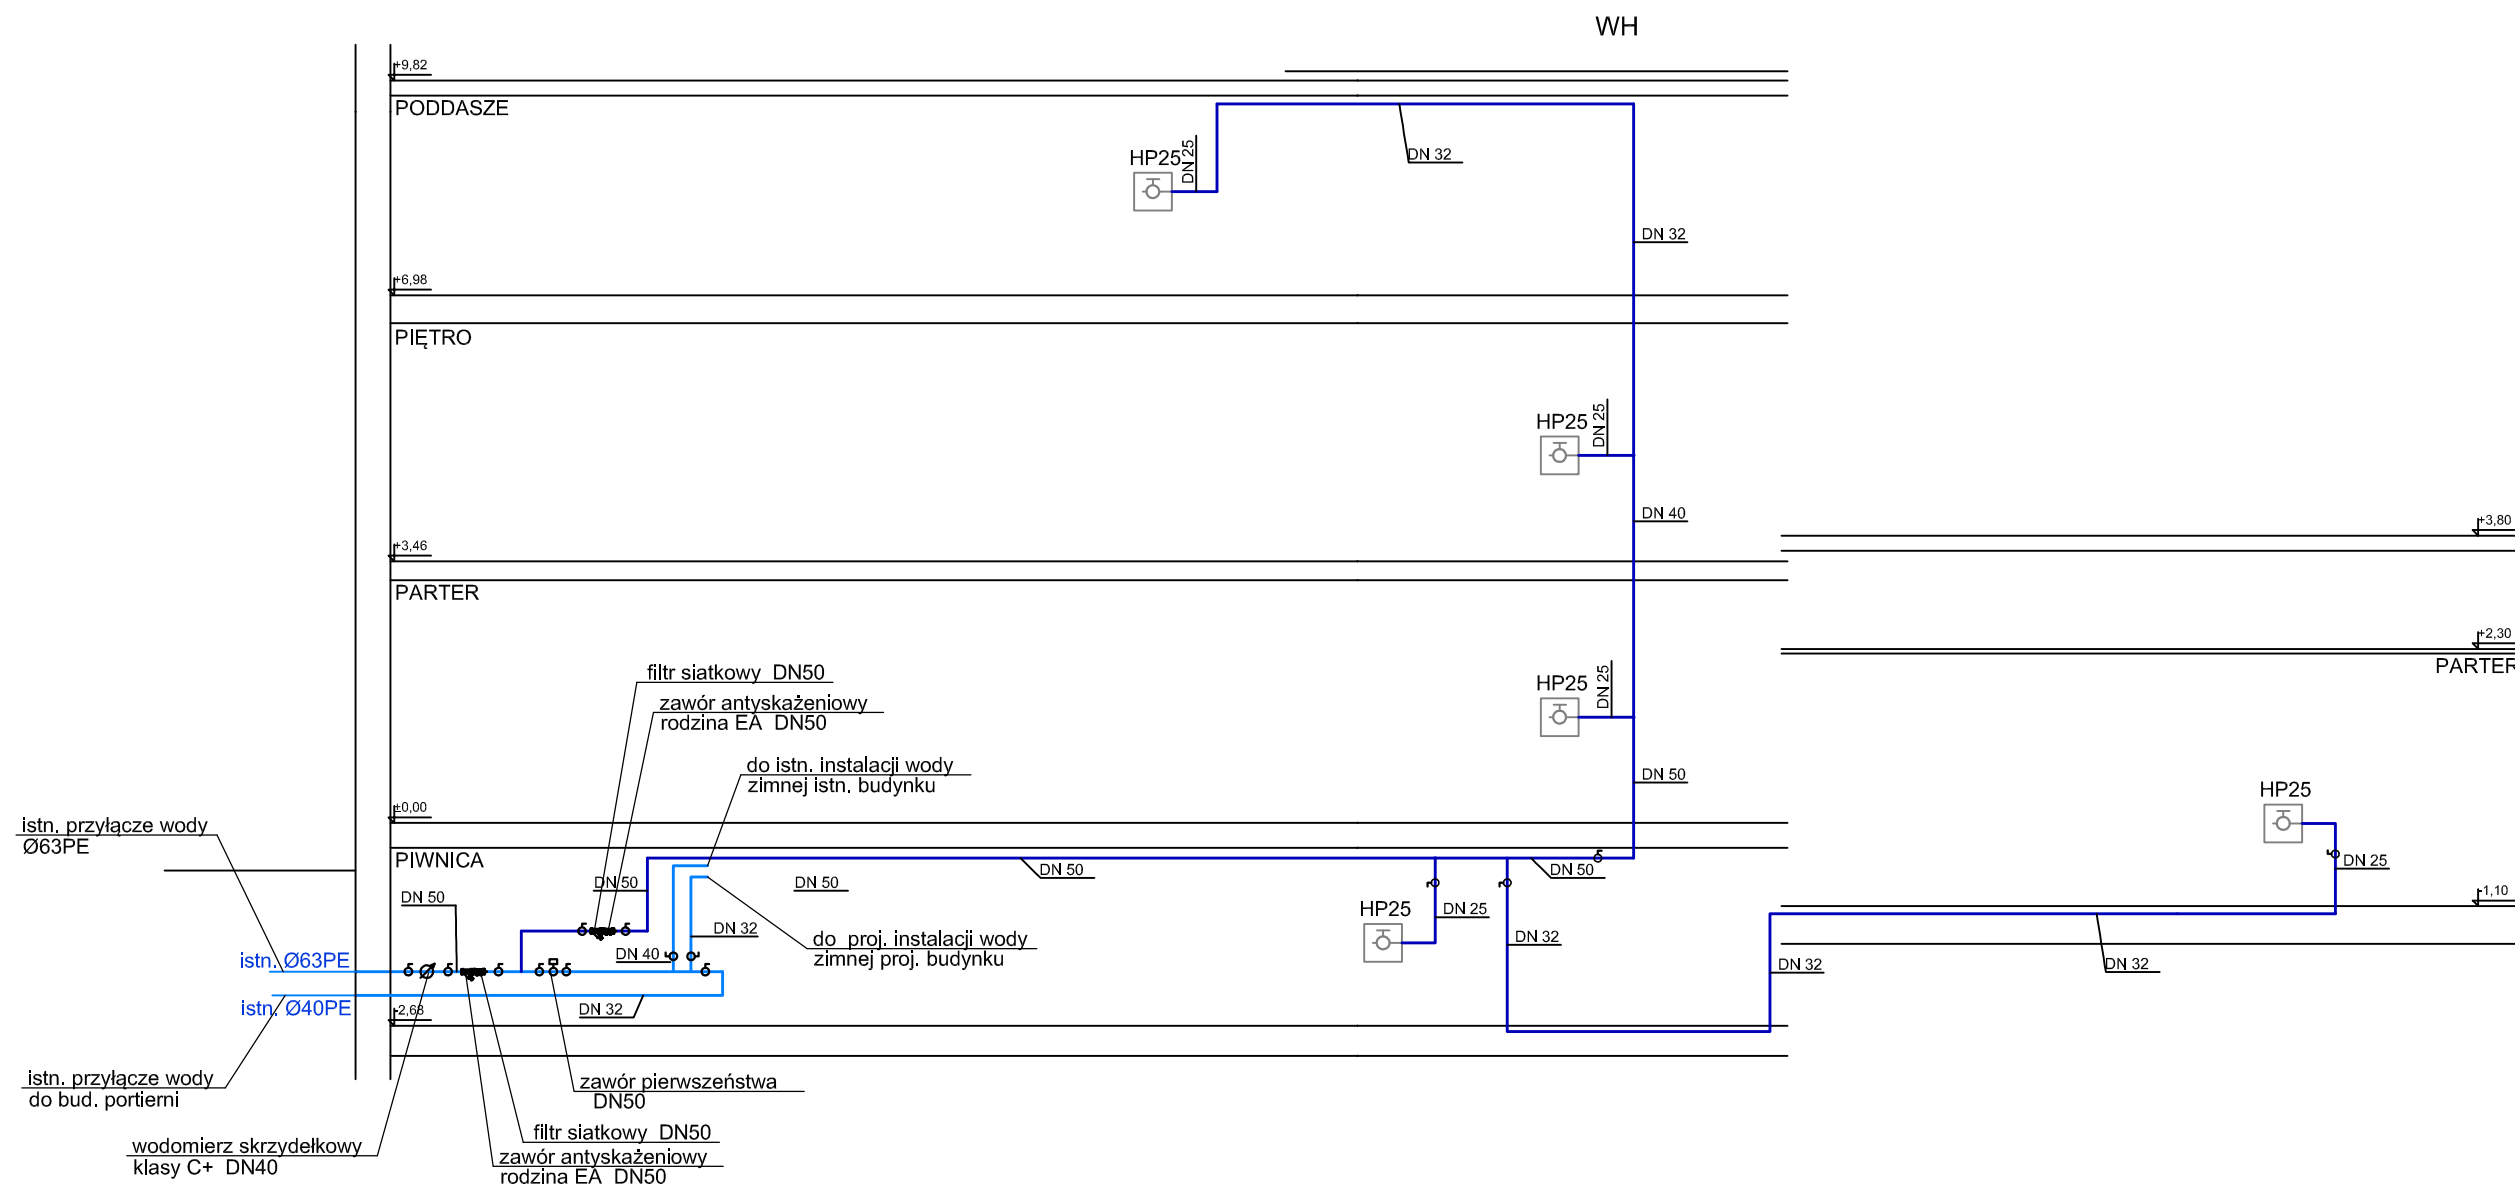 WH
+9,82
PODDASZE
HP25
DN 25
DN 32
DN 32
+6,98
PIĘTRO
HP25
DN 25
DN 40
+3,80
+3,46
PARTER
+2,30
PARTER
filtr siatkowy DN50
zawór antyskażeniowy
rodzina EA DN50
HP25
DN 25
do istn. instalacji wody
zimnej istn. budynku
DN 50
HP25
±0,00
istn. przyłącze wody
Ø63PE
PIWNICA
DN 50
DN 50
DN 50
DN 50
DN 50
DN 25
-1,10
HP25
DN 25
DN 32
do proj. instalacji wody
zimnej proj. budynku
DN 40
DN 32
DN 32
DN 32
istn. Ø63PE
istn. Ø40PE
DN 32
-2,68
istn. przyłącze wody
do bud. portierni
zawór pierwszeństwa
DN50
filtr siatkowy DN50
wodomierz skrzydełkowy
klasy C+ DN40
zawór antyskażeniowy
rodzina EA DN50